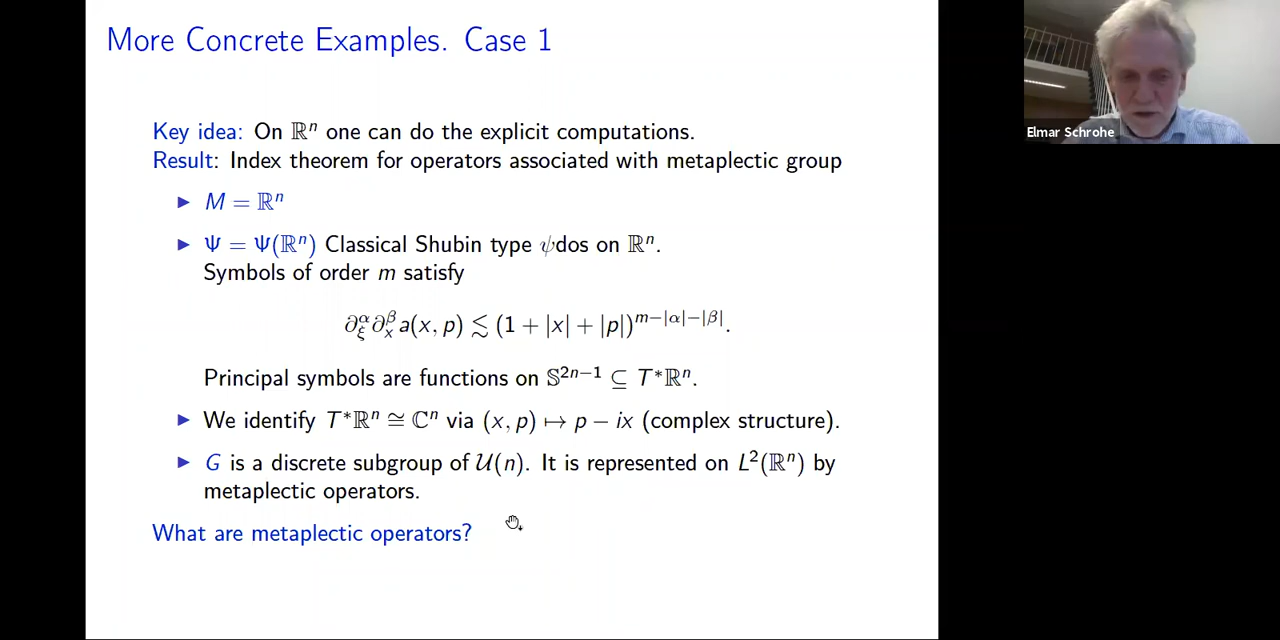 More Concrete Examples. Case 1
Key idea: On ℝⁿ one can do the explicit computations.
Result: Index theorem for operators associated with metaplectic group
▶ M = ℝⁿ
▶ Ψ = Ψ(ℝⁿ) Classical Shubin type ψdos on ℝⁿ.
Symbols of order m satisfy
∂_ξ^α ∂_x^β a(x, p) ≲ (1 + |x| + |p|)^{m−|α|−|β|}.
Principal symbols are functions on 𝕊²ⁿ⁻¹ ⊆ T*ℝⁿ.
▶ We identify T*ℝⁿ ≅ ℂⁿ via (x, p) ↦ p − ix (complex structure).
▶ G is a discrete subgroup of 𝒰(n). It is represented on L²(ℝⁿ) by
metaplectic operators.
What are metaplectic operators?
Elmar Schrohe